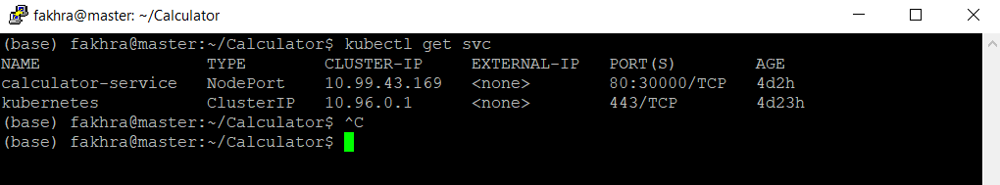 fakhra@master: ~/Calculator
(base) fakhra@master:~/Calculator$ kubectl get svc
NAME TYPE CLUSTER-IP EXTERNAL-IP PORT(S) AGE
calculator-service NodePort 10.99.43.169 <none> 80:30000/TCP 4d2h
kubernetes ClusterIP 10.96.0.1 <none> 443/TCP 4d23h
(base) fakhra@master:~/Calculator$ ^C
(base) fakhra@master:~/Calculator$